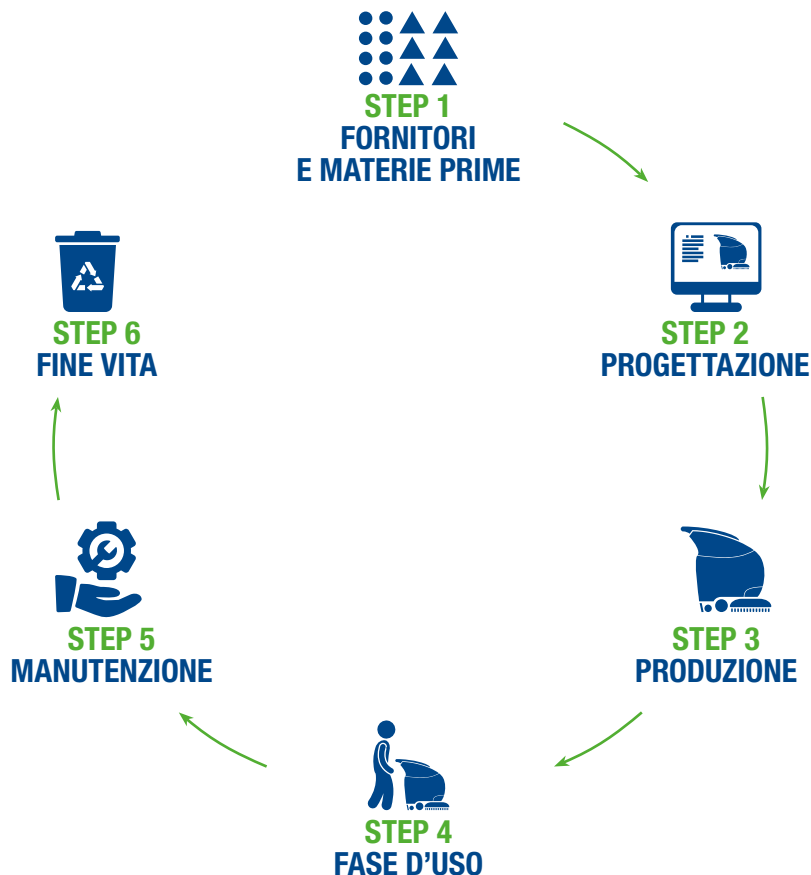 STEP 1
FORNITORI
E MATERIE PRIME
STEP 2
PROGETTAZIONE
STEP 3
PRODUZIONE
STEP 4
FASE D'USO
STEP 5
MANUTENZIONE
STEP 6
FINE VITA